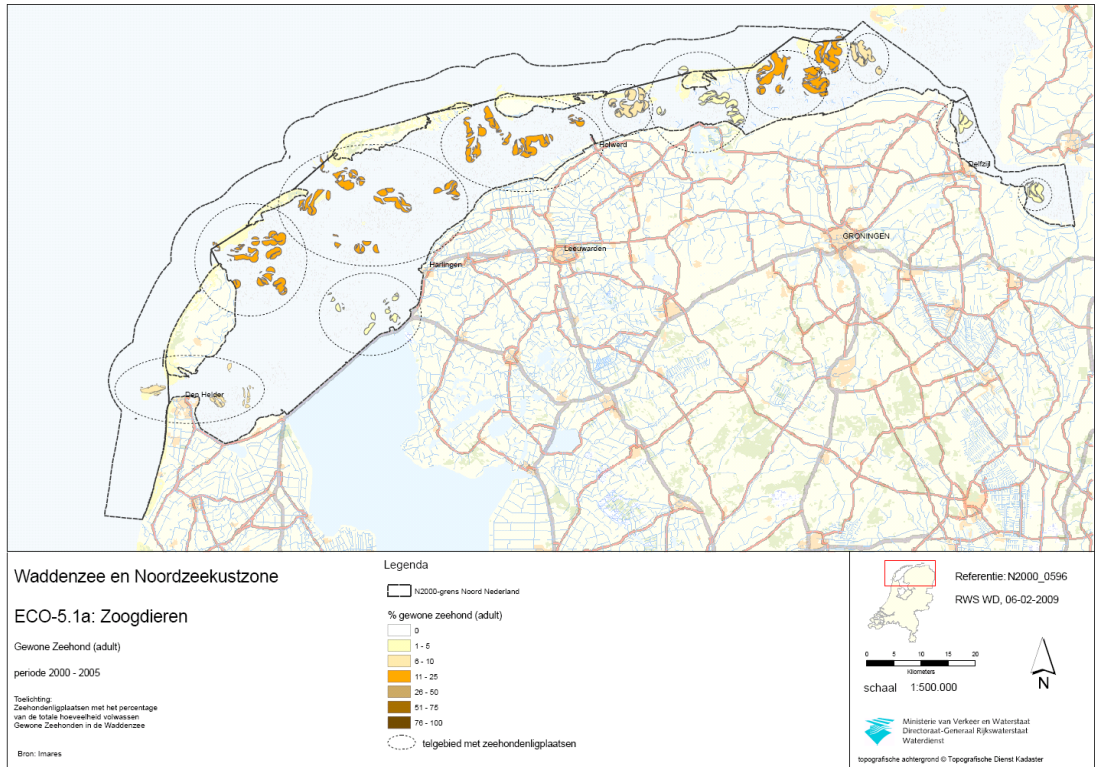 Holwerd
Delfzijl
GRONINGEN
Leeuwarden
Harlingen
Den Helder
Waddenzee en Noordzeekustzone
ECO-5.1a: Zoogdieren
Gewone Zeehond (adult)
periode 2000 - 2005
Toelichting:
Zeehondenligplaatsen met het percentage
van de totale hoeveelheid volwassen
Gewone Zeehonden in de Waddenzee
Bron: Imares
Legenda
N2000-grens Noord Nederland
% gewone zeehond (adult)
0
1 - 5
6 - 10
11 - 25
26 - 50
51 - 75
76 - 100
telgebied met zeehondenligplaatsen
Referentie: N2000_0596
RWS WD, 06-02-2009
0 5 10 15 20
Kilometers
schaal 1:500.000
N
Ministerie van Verkeer en Waterstaat
Directoraat-Generaal Rijkswaterstaat
Waterdienst
topografische achtergrond © Topografische Dienst Kadaster